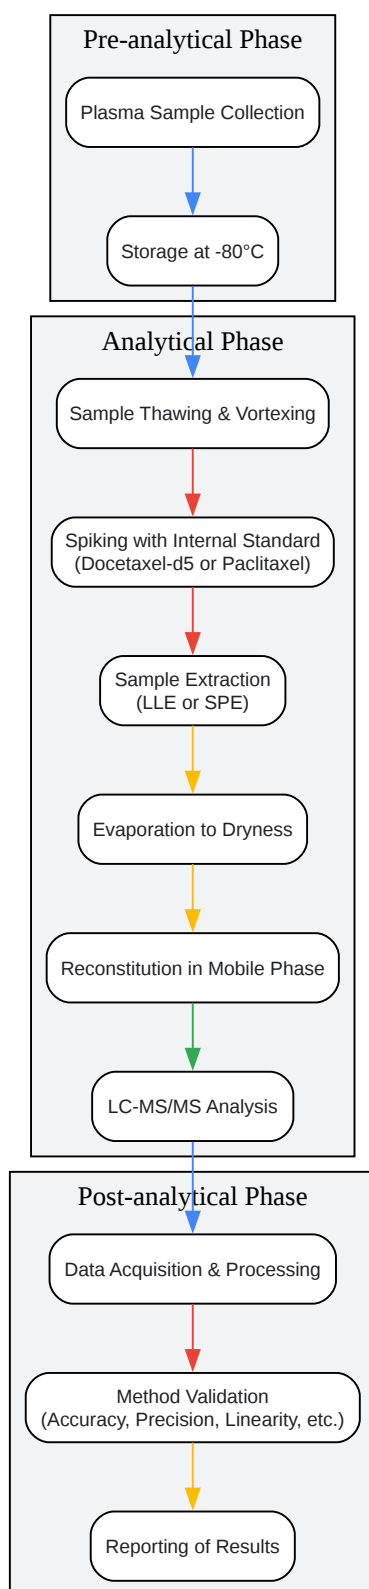 Pre-analytical Phase
Plasma Sample Collection
Storage at -80°C
Analytical Phase
Sample Thawing & Vortexing
Spiking with Internal Standard
(Docetaxel-d5 or Paclitaxel)
Sample Extraction
(LLE or SPE)
Evaporation to Dryness
Reconstitution in Mobile Phase
LC-MS/MS Analysis
Post-analytical Phase
Data Acquisition & Processing
Method Validation
(Accuracy, Precision, Linearity, etc.)
Reporting of Results